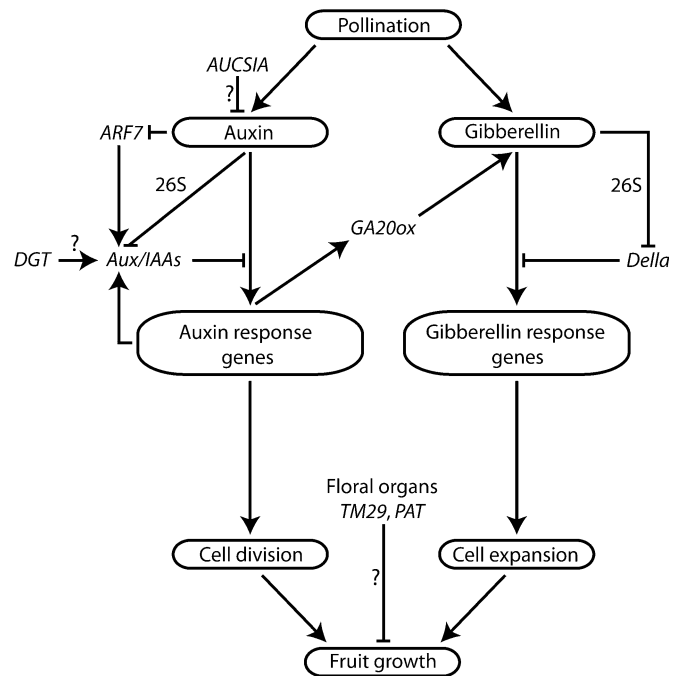 Pollination
AUCSIA
?
ARF7
Auxin
Gibberellin
26S
26S
GA20ox
?
DGT
Aux/IAAs
Della
Auxin response
genes
Gibberellin response
genes
Floral organs
TM29, PAT
Cell division
Cell expansion
?
Fruit growth